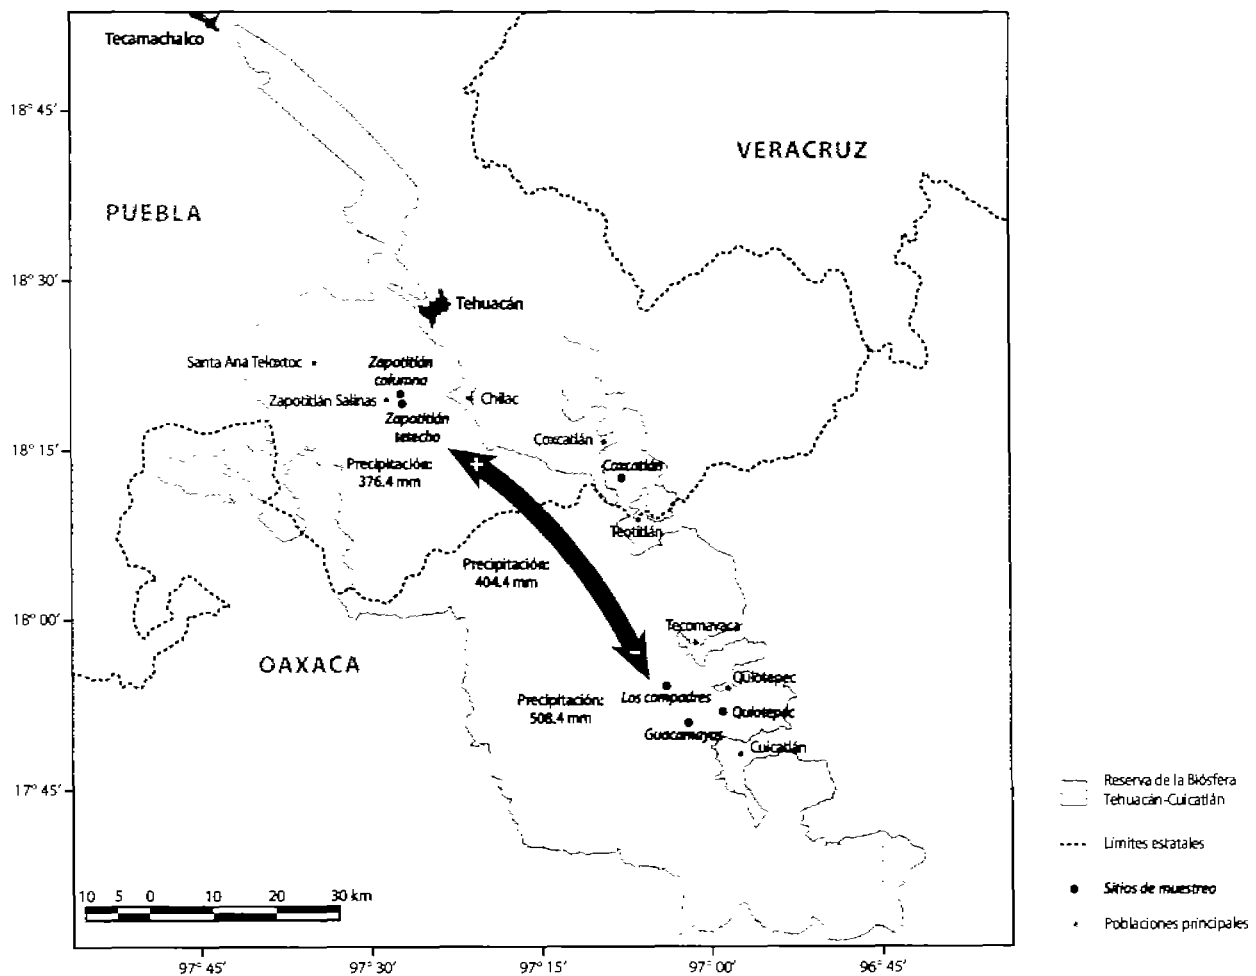 Tecamachalco
18° 45'
VERACRUZ
PUEBLA
18° 30'
Tehuacán
Santa Ana Teloxtoc
Zapotitlán
columna
Zapotitlán Salinas
Chilac
Zapotitlán
tetecho
Coxcatlán
18° 15'
Precipitación:
376.4 mm
+
Coxcatlán
Teotitlán
Precipitación:
404.4 mm
18° 00'
Tecomavaca
OAXACA
-
Quiotepec
Precipitación:
508.4 mm
Los compadres
Quiotepec
Guacamayas
Cuicatlán
17° 45'
Reserva de la Biósfera
Tehuacán-Cuicatlán
Límites estatales
Sitios de muestreo
Poblaciones principales
10 5 0 10 20 30 km
97° 45' 97° 30' 97° 15' 97° 00' 96° 45'